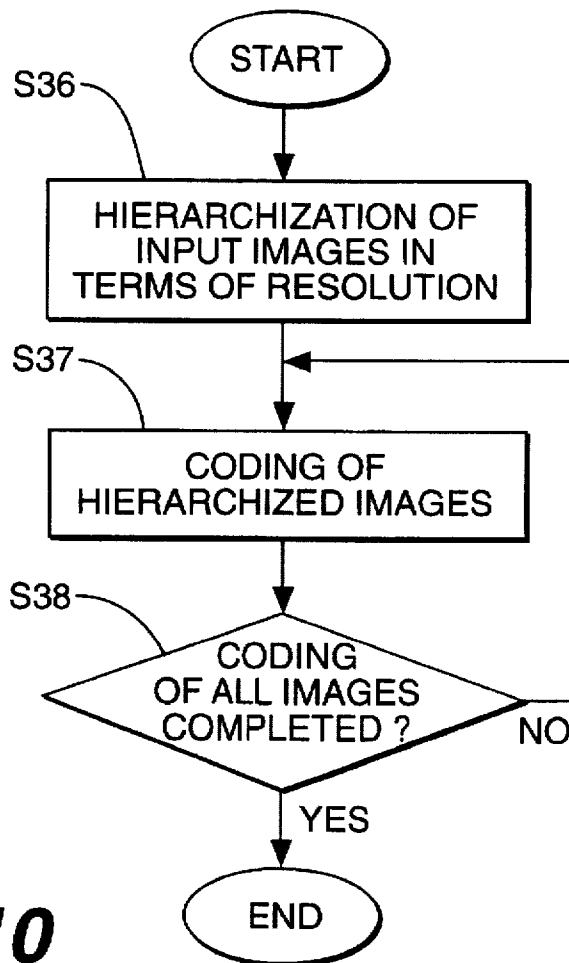 START
S36
HIERARCHIZATION OF
INPUT IMAGES IN
TERMS OF RESOLUTION
S37
CODING OF
HIERARCHIZED IMAGES
S38
CODING
OF ALL IMAGES
COMPLETED ?
NO
YES
END